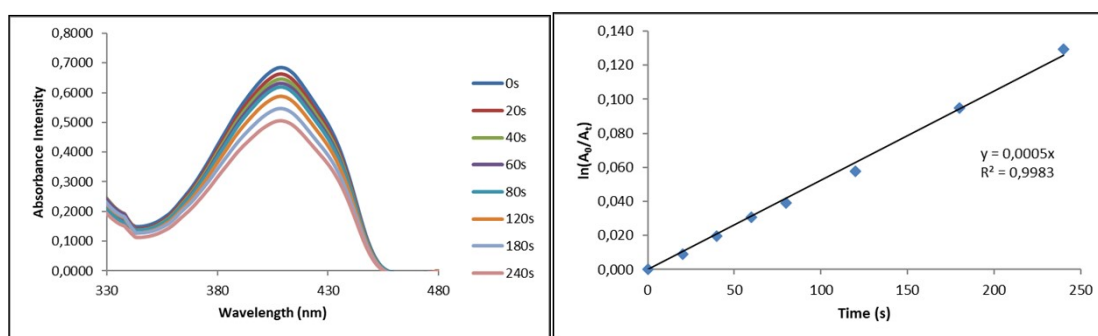 0,8000
0,7000
0,6000
0,5000
0,4000
0,3000
0,2000
0,1000
0,0000
Absorbance Intensity
330
380
430
480
Wavelength (nm)
0s
20s
40s
60s
80s
120s
180s
240s
0,140
0,120
0,100
0,080
0,060
0,040
0,020
0,000
ln(A₀/Aₜ)
y = 0,0005x
R² = 0,9983
0
50
100
150
200
250
Time (s)